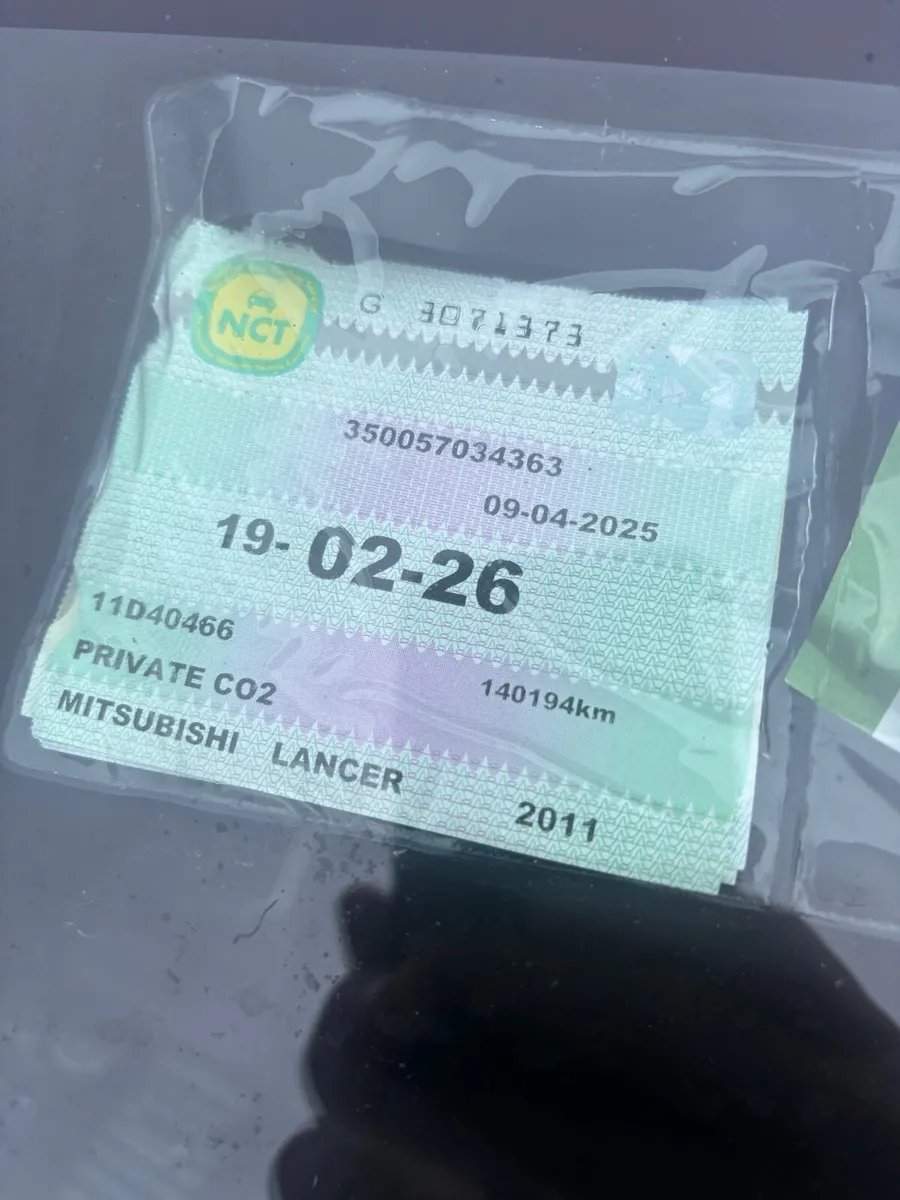 NCT
G 3071373
350057034363
09-04-2025
19-02-26
11D40466
PRIVATE CO2
140194km
MITSUBISHI LANCER 2011